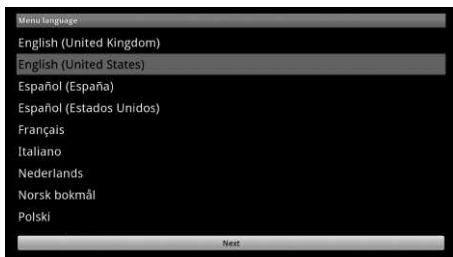 Menu language
English (United Kingdom)
English (United States)
Español (España)
Español (Estados Unidos)
Français
Italiano
Nederlands
Norsk bokmål
Polski
Next